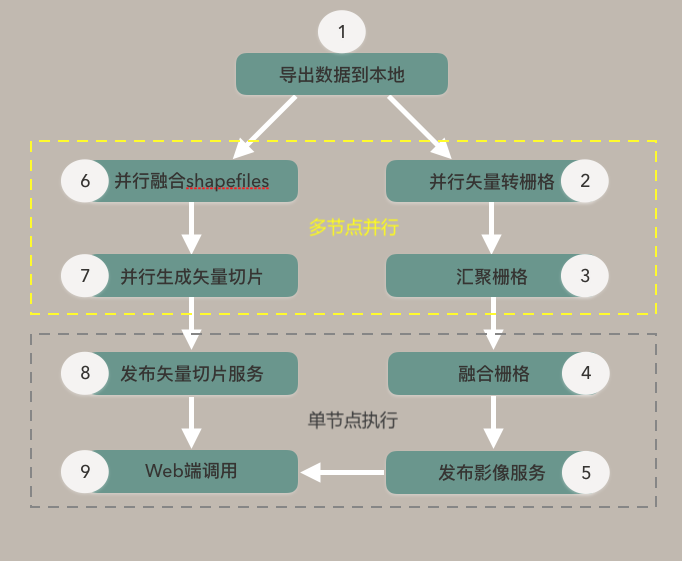 1
导出数据到本地
6
并行融合shapefiles
并行矢量转栅格
2
多节点并行
7
并行生成矢量切片
汇聚栅格
3
8
发布矢量切片服务
融合栅格
4
单节点执行
9
Web端调用
发布影像服务
5